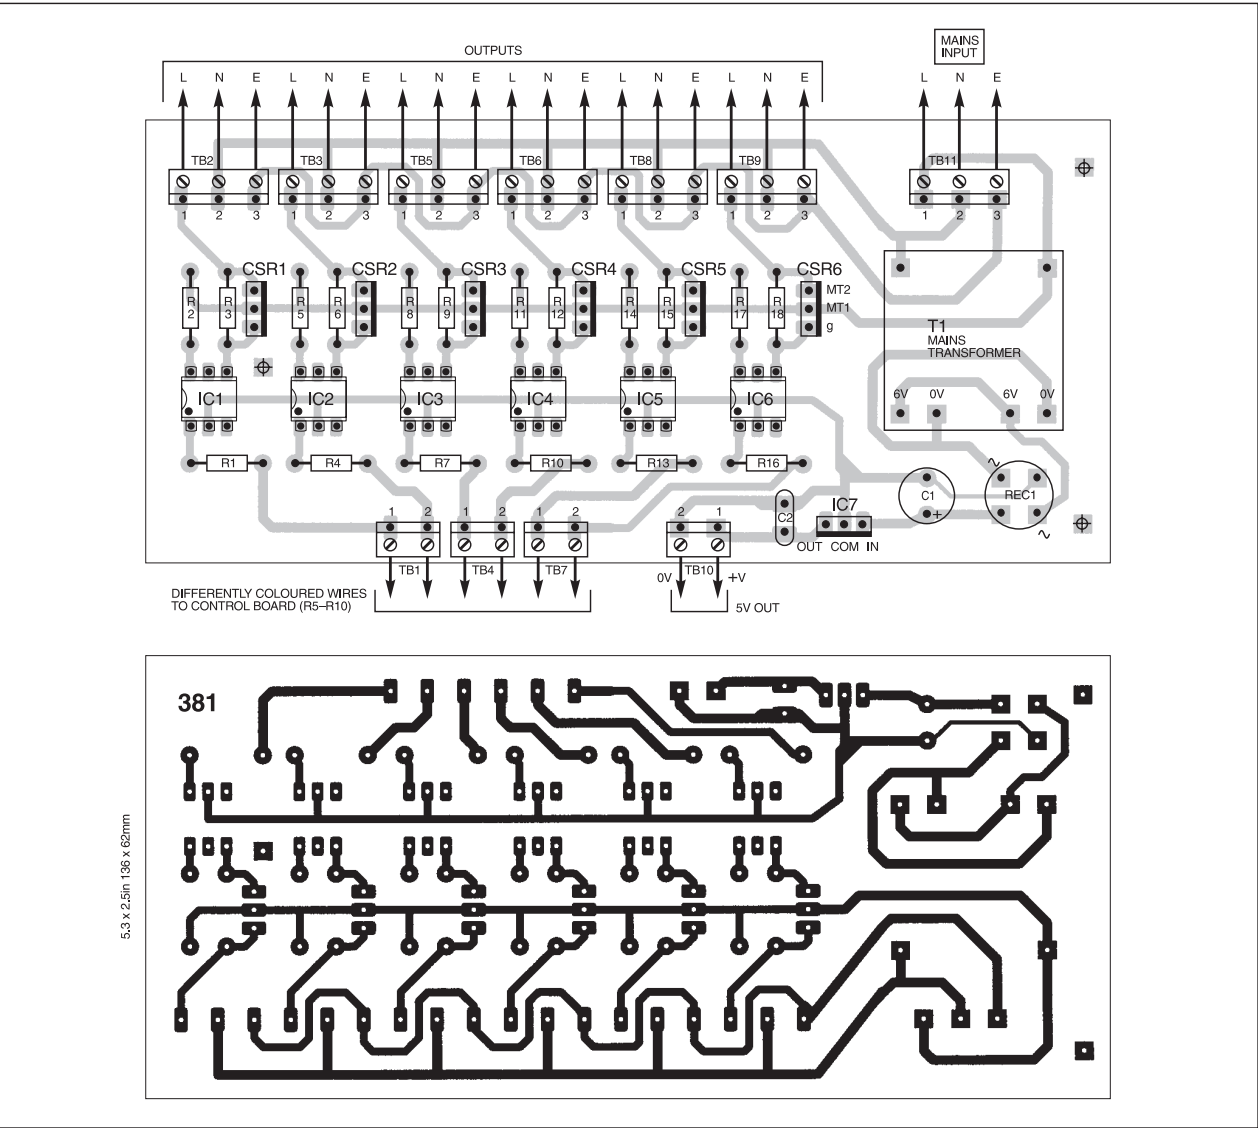 OUTPUTS
MAINS
INPUT
L N E L N E L N E L N E L N E L N E L N E
TB2 TB3 TB5 TB6 TB8 TB9 TB11
1 2 3 1 2 3 1 2 3 1 2 3 1 2 3 1 2 3 1 2 3
CSR1 CSR2 CSR3 CSR4 CSR5 CSR6
R2 R3 R5 R6 R8 R9 R11 R12 R14 R15 R17 R18
MT2
MT1
g
T1
MAINS
TRANSFORMER
6V 0V 6V 0V
IC1 IC2 IC3 IC4 IC5 IC6
R1 R4 R7 R10 R13 R16
∼
C1 REC1
+
∼
IC7
C2
OUT COM IN
1 2 1 2 1 2 2 1
TB1 TB4 TB7 TB10
0V +V
5V OUT
DIFFERENTLY COLOURED WIRES
TO CONTROL BOARD (R5–R10)
381
5.3 x 2.5in 136 x 62mm